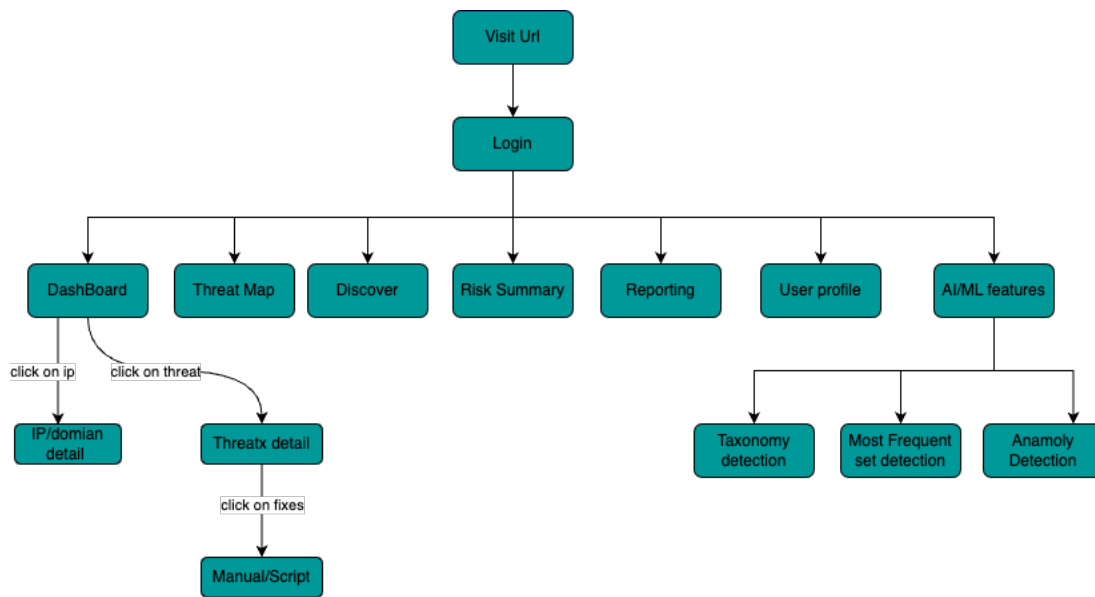 Visit Url
Login
DashBoard
Threat Map
Discover
Risk Summary
Reporting
User profile
AI/ML features
click on ip
click on threat
IP/domian
detail
Threatx detail
Taxonomy
detection
Most Frequent
set detection
Anamoly
Detection
click on fixes
Manual/Script